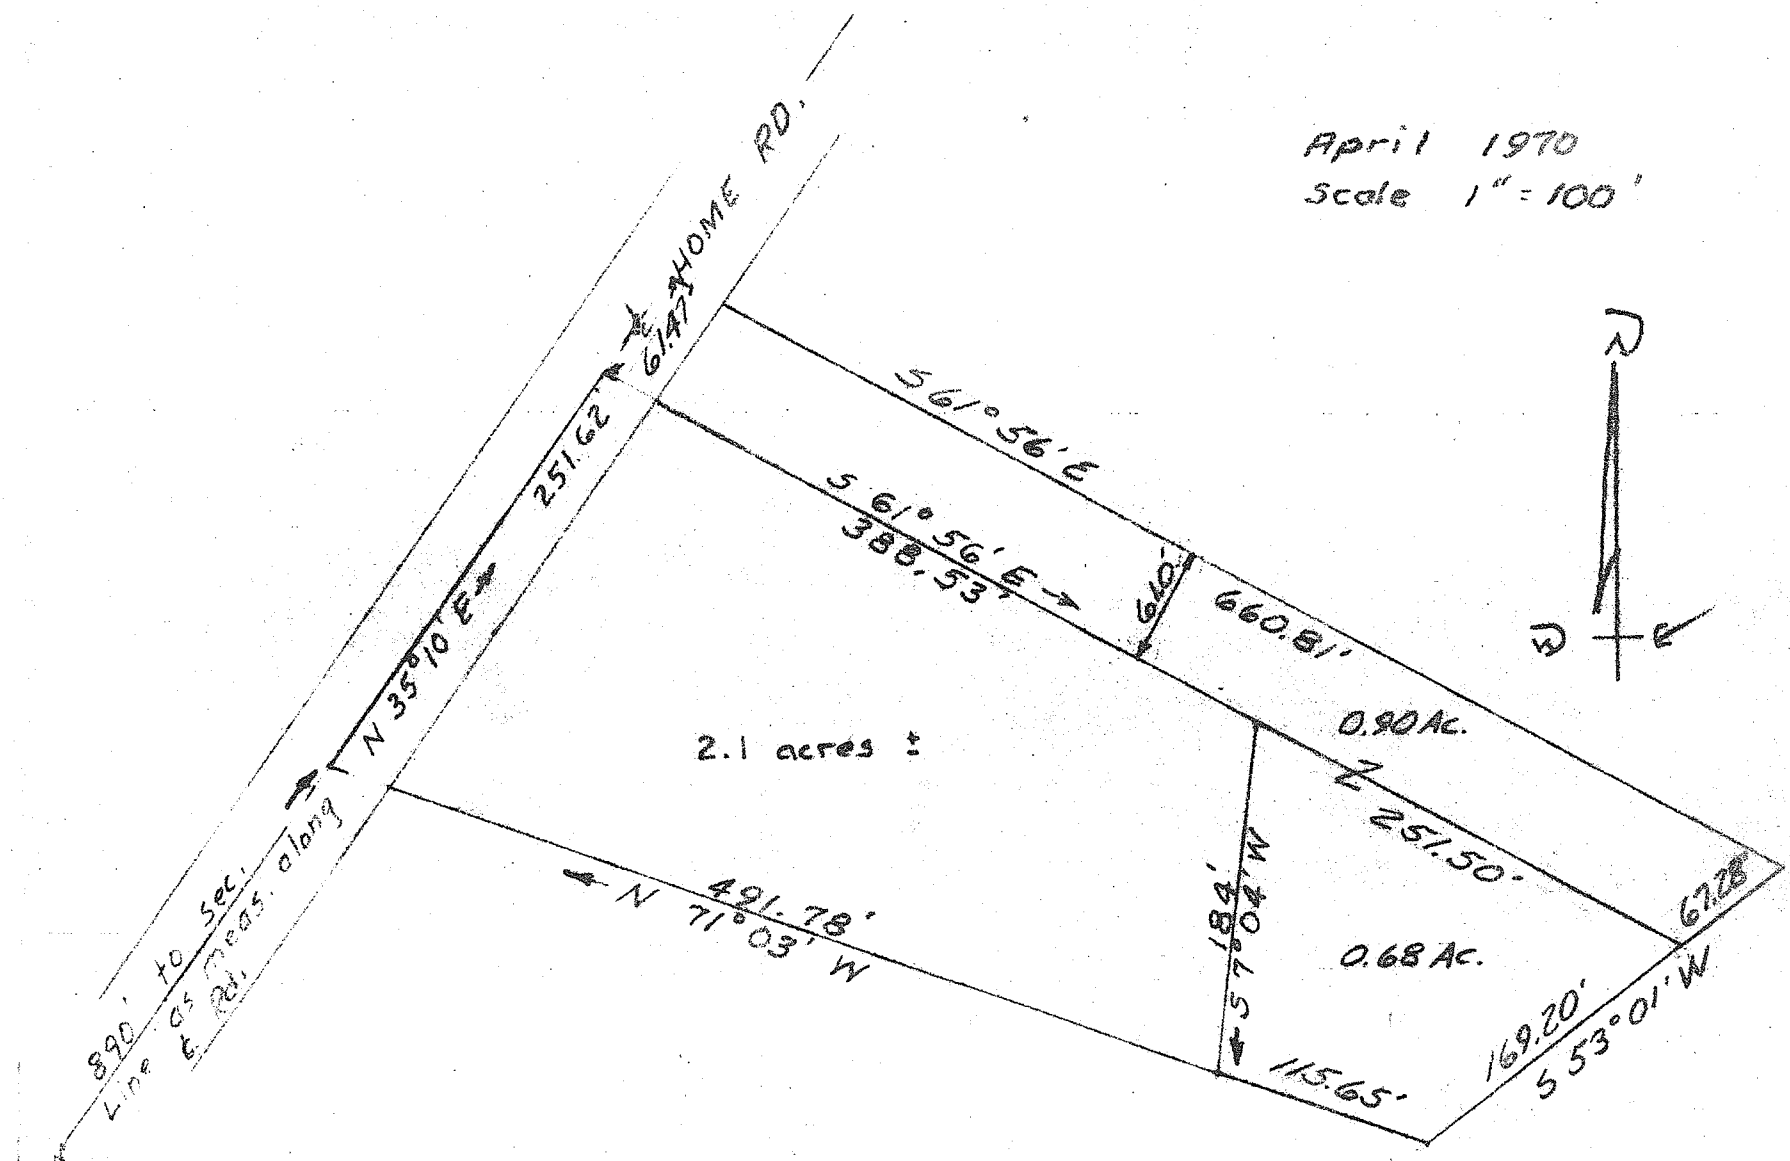 April 1970
Scale 1" = 100'
HOME RD.
61.47'
251.62'
N 35°10' E
S 61°56' E
660.81'
S 61°56' E
388.53'
0.90 Ac.
251.50'
67.28'
2.1 acres ±
184'
S 7°04' W
0.68 Ac.
169.20'
S 53°01' W
115.65'
491.78'
N 71°03' W
890' to sec.
Line as meas. along
℄ Rd.